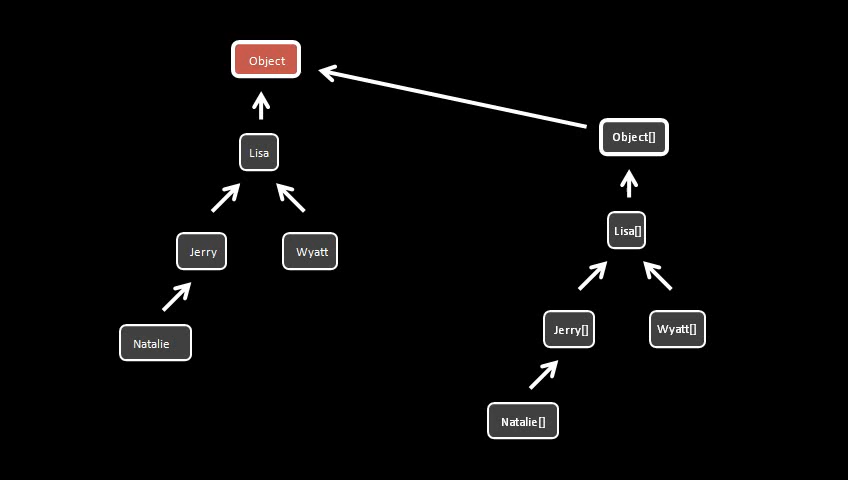 Object
Object[]
Lisa
Lisa[]
Jerry
Wyatt
Jerry[]
Wyatt[]
Natalie
Natalie[]